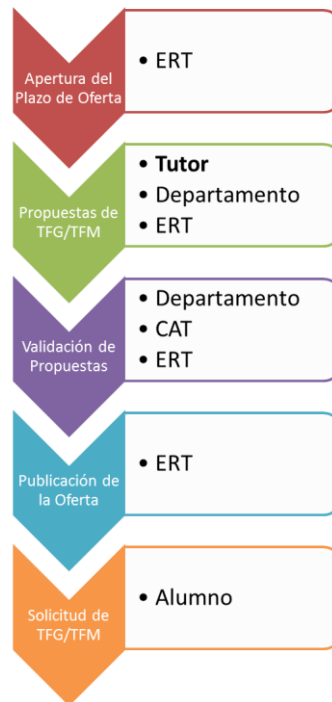 Apertura del
Plazo de Oferta
• ERT
Propuestas de
TFG/TFM
• Tutor
• Departamento
• ERT
Validación de
Propuestas
• Departamento
• CAT
• ERT
Publicación de
la Oferta
• ERT
Solicitud de
TFG/TFM
• Alumno